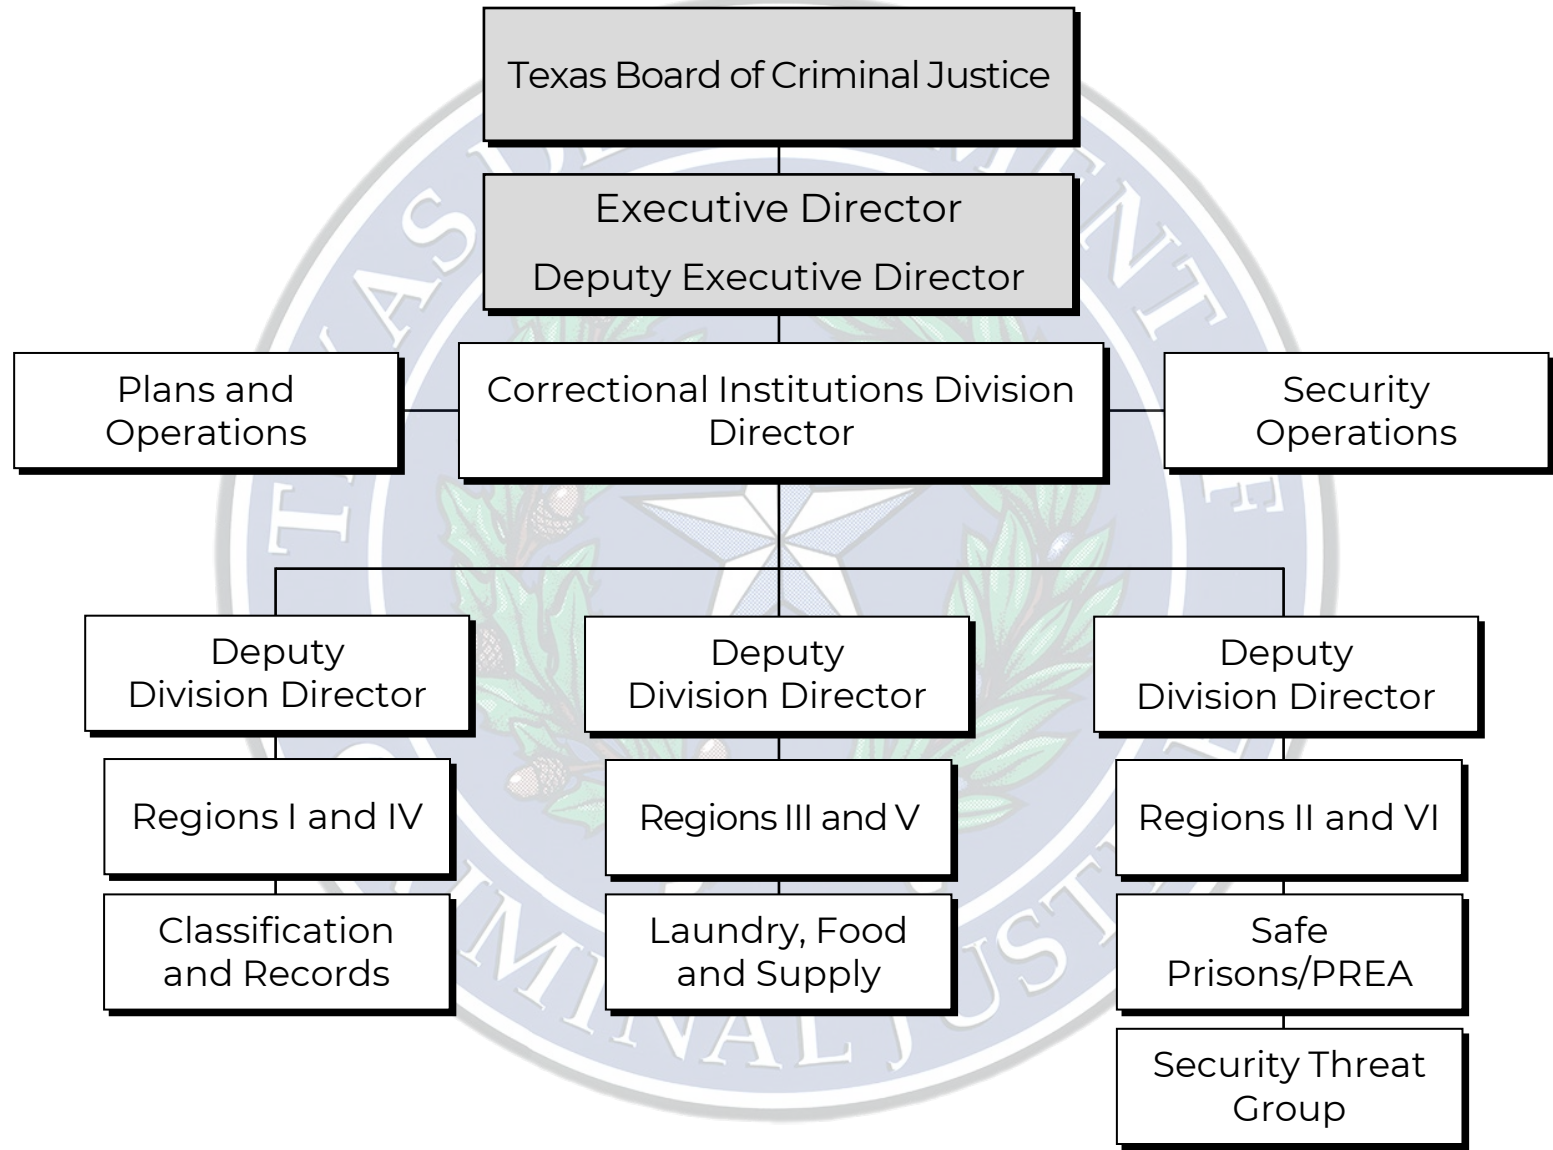 Texas Board of Criminal Justice
Executive Director
Deputy Executive Director
Plans and
Operations
Correctional Institutions Division
Director
Security
Operations
Deputy
Division Director
Deputy
Division Director
Deputy
Division Director
Regions I and IV
Regions III and V
Regions II and VI
Classification
and Records
Laundry, Food
and Supply
Safe
Prisons/PREA
Security Threat
Group
TEXAS
JUSTICE